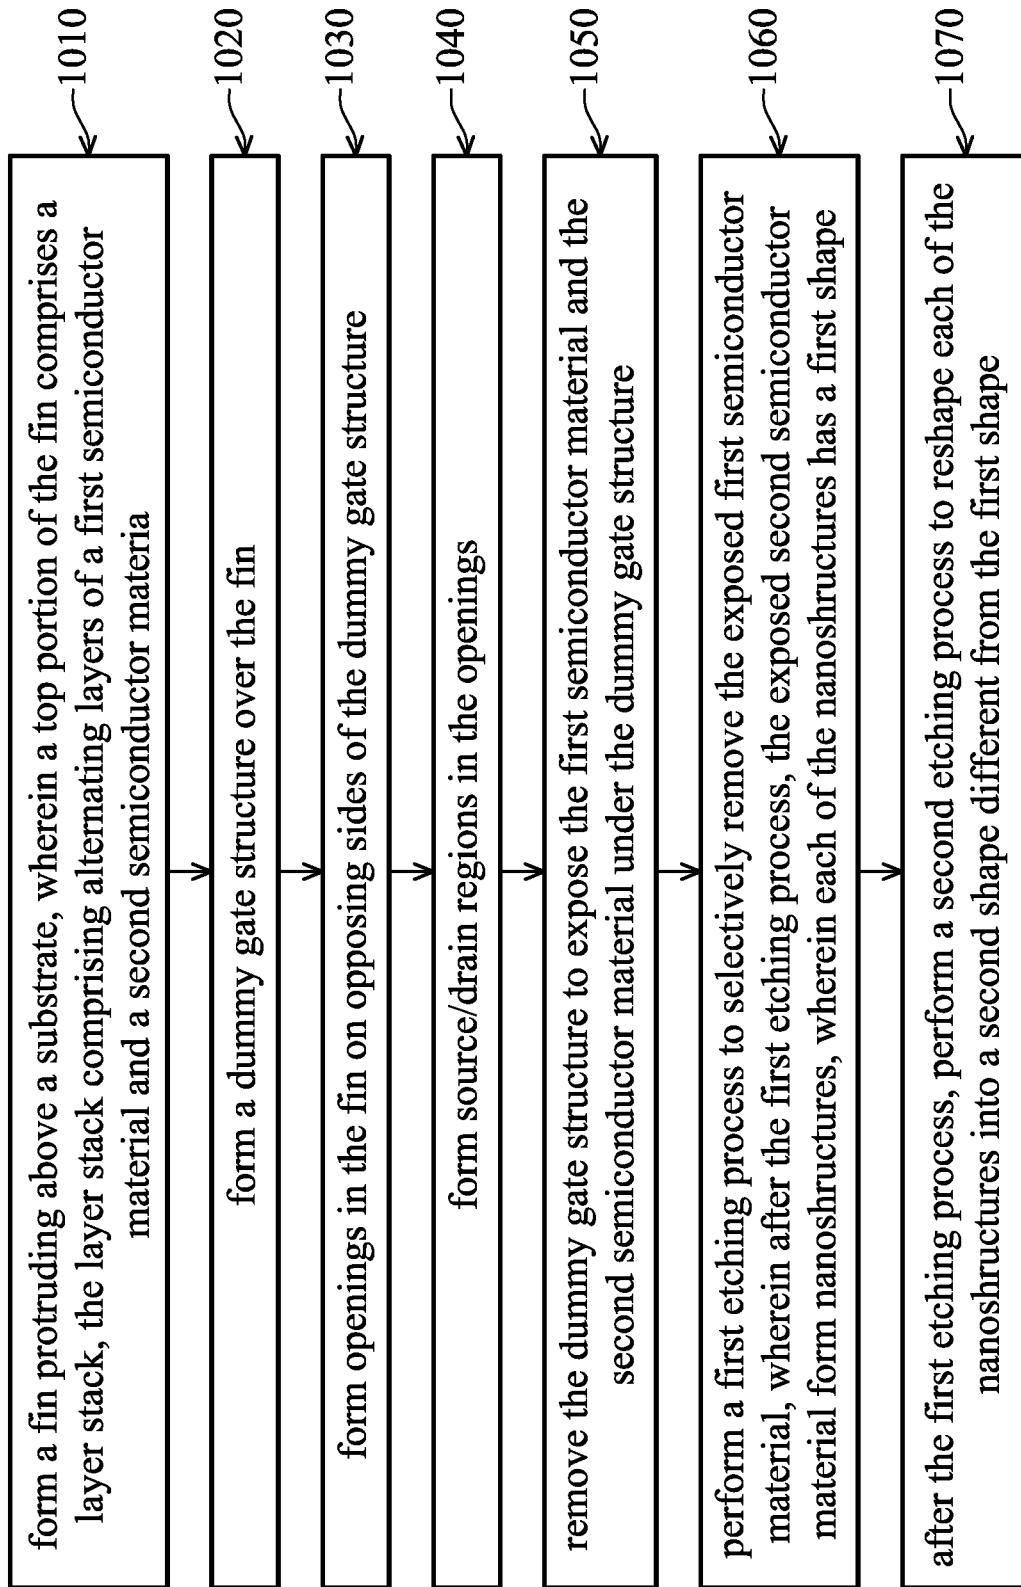 form a fin protruding above a substrate, wherein a top portion of the fin comprises a
layer stack, the layer stack comprising alternating layers of a first semiconductor
material and a second semiconductor materia
1010
form a dummy gate structure over the fin
1020
form openings in the fin on opposing sides of the dummy gate structure
1030
form source/drain regions in the openings
1040
remove the dummy gate structure to expose the first semiconductor material and the
second semiconductor material under the dummy gate structure
1050
perform a first etching process to selectively remove the exposed first semiconductor
material, wherein after the first etching process, the exposed second semiconductor
material form nanoshructures, wherein each of the nanoshructures has a first shape
1060
after the first etching process, perform a second etching process to reshape each of the
nanoshructures into a second shape different from the first shape
1070